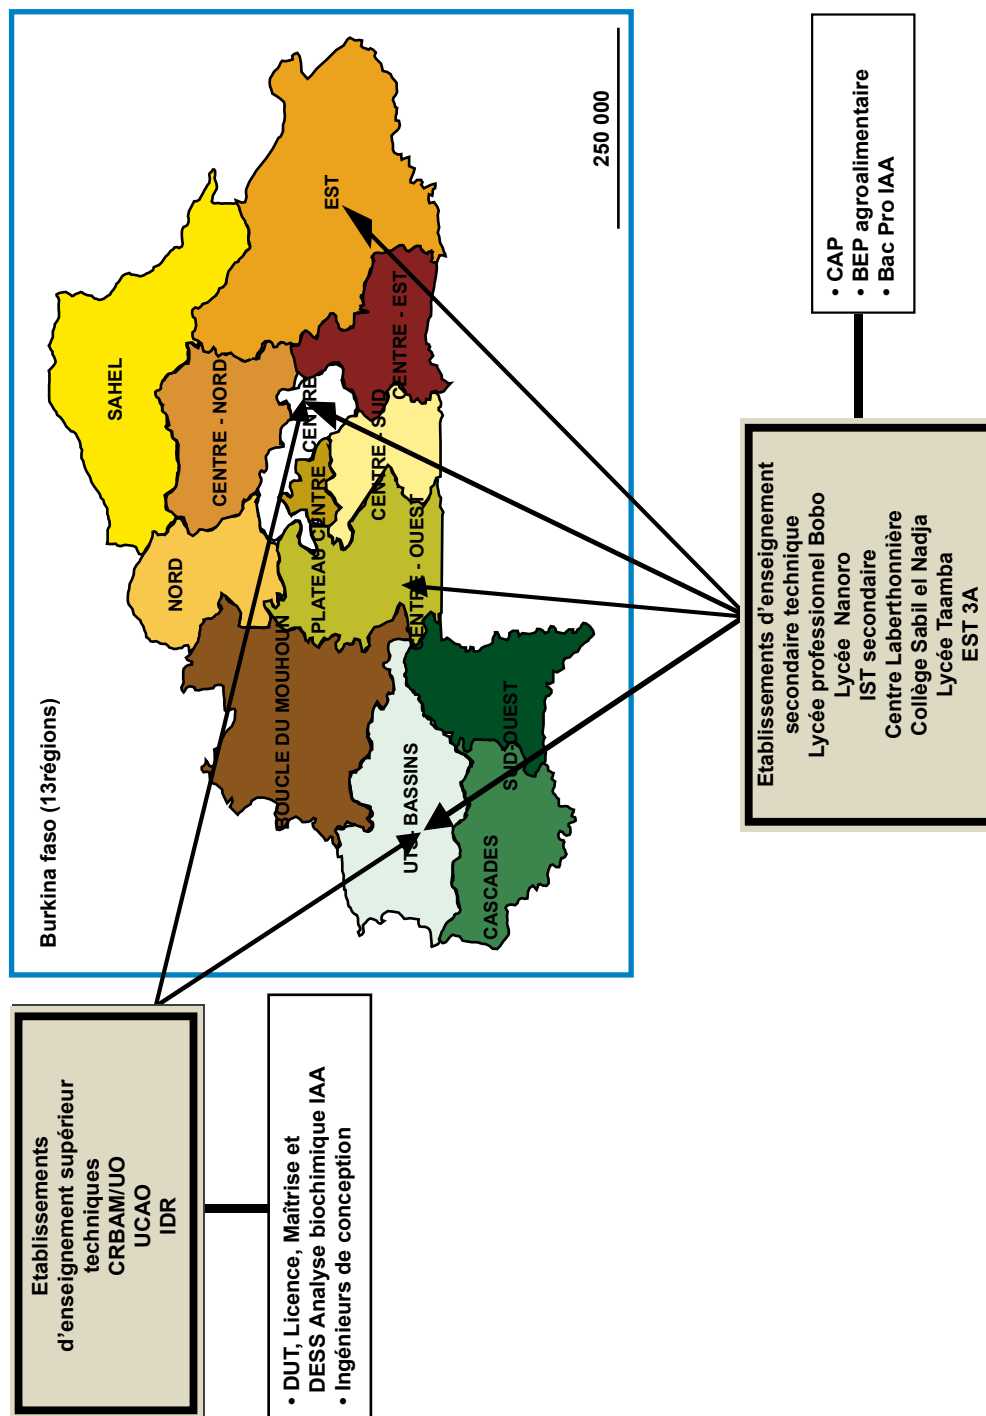 Etablissements
d’enseignement supérieur
techniques
CRBAM/UO
UCAO
IDR
• DUT, Licence, Maîtrise et
DESS Analyse biochimique IAA
• Ingénieurs de conception
Burkina faso (13régions)
SAHEL
NORD
CENTRE - NORD
EST
BOUCLE DU MOUHOUN
PLATEAU CENTRE
CENTRE
CENTRE - EST
CENTRE - SUD
CENTRE - OUEST
UTS- BASSINS
SUD-OUEST
CASCADES
250 000
Etablissements d’enseignement
secondaire technique
Lycée professionnel Bobo
Lycée Nanoro
IST secondaire
Centre Laberthonnière
Collège Sabil el Nadja
Lycée Taamba
EST 3A
• CAP
• BEP agroalimentaire
• Bac Pro IAA